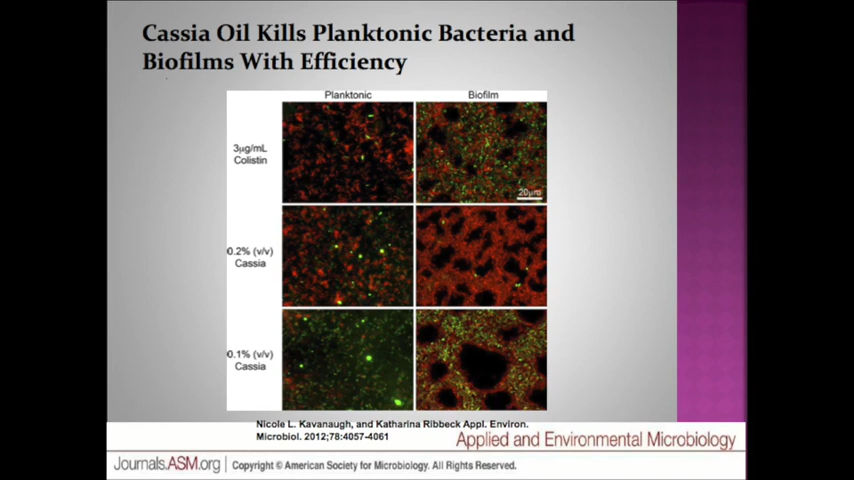 Cassia Oil Kills Planktonic Bacteria and
Biofilms With Efficiency
Planktonic Biofilm
3μg/mL
Colistin
20μm
0.2% (v/v)
Cassia
0.1% (v/v)
Cassia
Nicole L. Kavanaugh, and Katharina Ribbeck Appl. Environ.
Microbiol. 2012;78:4057-4061
Applied and Environmental Microbiology
Journals.ASM.org | Copyright © American Society for Microbiology. All Rights Reserved.